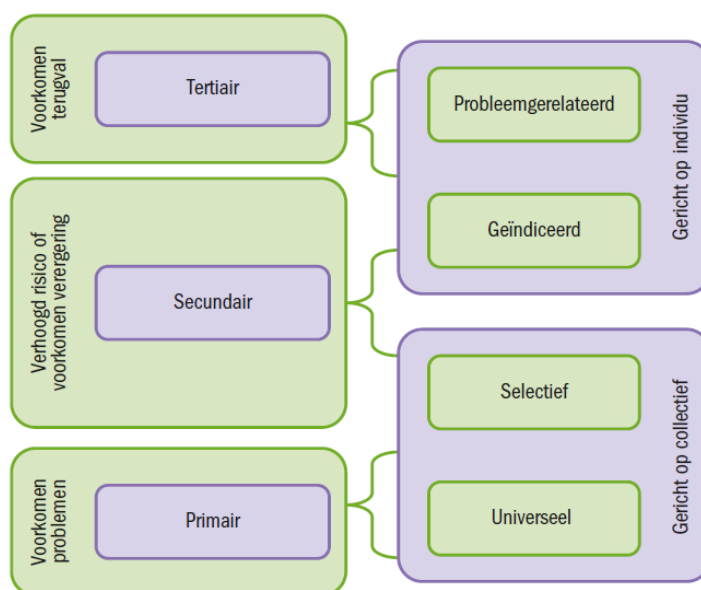 Voorkomen
terugval
Tertiair
Verhoogd risico of
voorkomen verergering
Secundair
Voorkomen
problemen
Primair
Probleemgerelateerd
Geïndiceerd
Gericht op individu
Selectief
Universeel
Gericht op collectief